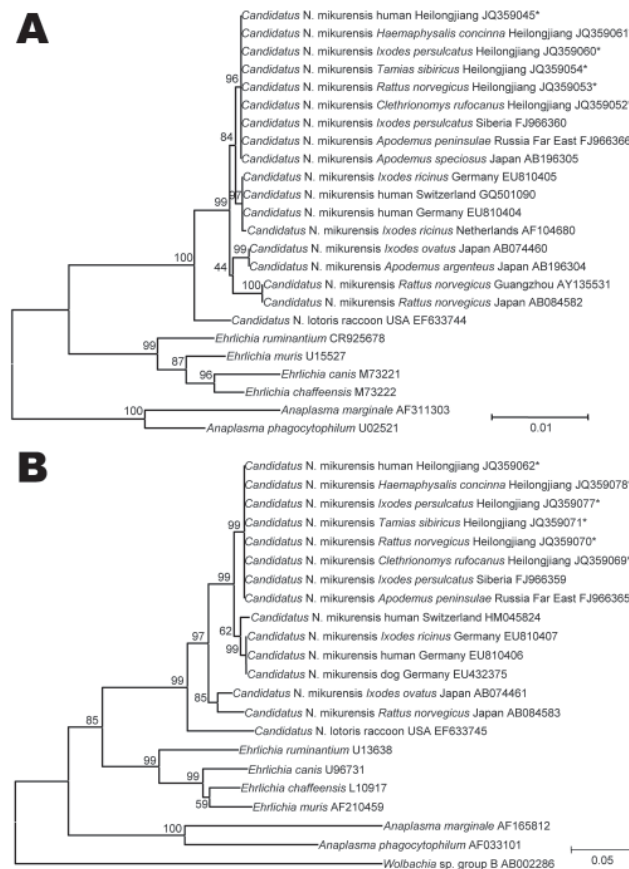 A
Candidatus N. mikurensis human Heilongjiang JQ359045*
Candidatus N. mikurensis Haemaphysalis concinna Heilongjiang JQ359061
96
Candidatus N. mikurensis Ixodes persulcatus Heilongjiang JQ359060*
Candidatus N. mikurensis Tamias sibiricus Heilongjiang JQ359054*
Candidatus N. mikurensis Rattus norvegicus Heilongjiang JQ359053*
Candidatus N. mikurensis Clethrionomys rufocanus Heilongjiang JQ359052*
Candidatus N. mikurensis Ixodes persulcatus Siberia FJ966360
84
Candidatus N. mikurensis Apodemus peninsulae Russia Far East FJ966366
Candidatus N. mikurensis Apodemus speciosus Japan AB196305
Candidatus N. mikurensis Ixodes ricinus Germany EU810405
97
Candidatus N. mikurensis human Switzerland GQ501090
99
Candidatus N. mikurensis human Germany EU810404
Candidatus N. mikurensis Ixodes ricinus Netherlands AF104680
99
Candidatus N. mikurensis Ixodes ovatus Japan AB074460
100
44
Candidatus N. mikurensis Apodemus argenteus Japan AB196304
100
Candidatus N. mikurensis Rattus norvegicus Guangzhou AY135531
Candidatus N. mikurensis Rattus norvegicus Japan AB084582
Candidatus N. lotoris raccoon USA EF633744
99
Ehrlichia ruminantium CR925678
87
Ehrlichia muris U15527
96
Ehrlichia canis M73221
Ehrlichia chaffeensis M73222
100
Anaplasma marginale AF311303
Anaplasma phagocytophilum U02521
0.01
B
Candidatus N. mikurensis human Heilongjiang JQ359062*
Candidatus N. mikurensis Haemaphysalis concinna Heilongjiang JQ359078*
Candidatus N. mikurensis Ixodes persulcatus Heilongjiang JQ359077*
99
Candidatus N. mikurensis Tamias sibiricus Heilongjiang JQ359071*
Candidatus N. mikurensis Rattus norvegicus Heilongjiang JQ359070*
Candidatus N. mikurensis Clethrionomys rufocanus Heilongjiang JQ359069*
99
Candidatus N. mikurensis Ixodes persulcatus Siberia FJ966359
Candidatus N. mikurensis Apodemus peninsulae Russia Far East FJ966365
Candidatus N. mikurensis human Switzerland HM045824
97
62
Candidatus N. mikurensis Ixodes ricinus Germany EU810407
99
Candidatus N. mikurensis human Germany EU810406
Candidatus N. mikurensis dog Germany EU432375
99
85
Candidatus N. mikurensis Ixodes ovatus Japan AB074461
Candidatus N. mikurensis Rattus norvegicus Japan AB084583
85
Candidatus N. lotoris raccoon USA EF633745
99
Ehrlichia ruminantium U13638
99
Ehrlichia canis U96731
Ehrlichia chaffeensis L10917
59
Ehrlichia muris AF210459
100
Anaplasma marginale AF165812
Anaplasma phagocytophilum AF033101
0.05
Wolbachia sp. group B AB002286